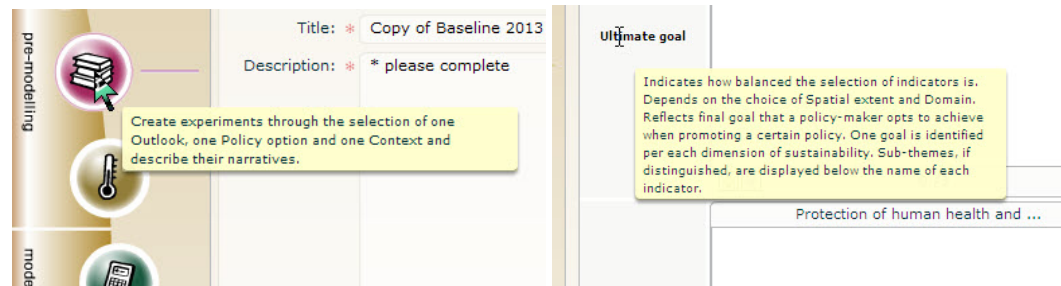 pre-modelling
Title: * Copy of Baseline 2013
Description: * * please complete
Create experiments through the selection of one
Outlook, one Policy option and one Context and
describe their narratives.
mode
Ultimate goal
Indicates how balanced the selection of indicators is.
Depends on the choice of Spatial extent and Domain.
Reflects final goal that a policy-maker opts to achieve
when promoting a certain policy. One goal is identified
per each dimension of sustainability. Sub-themes, if
distinguished, are displayed below the name of each
indicator.
Protection of human health and ...